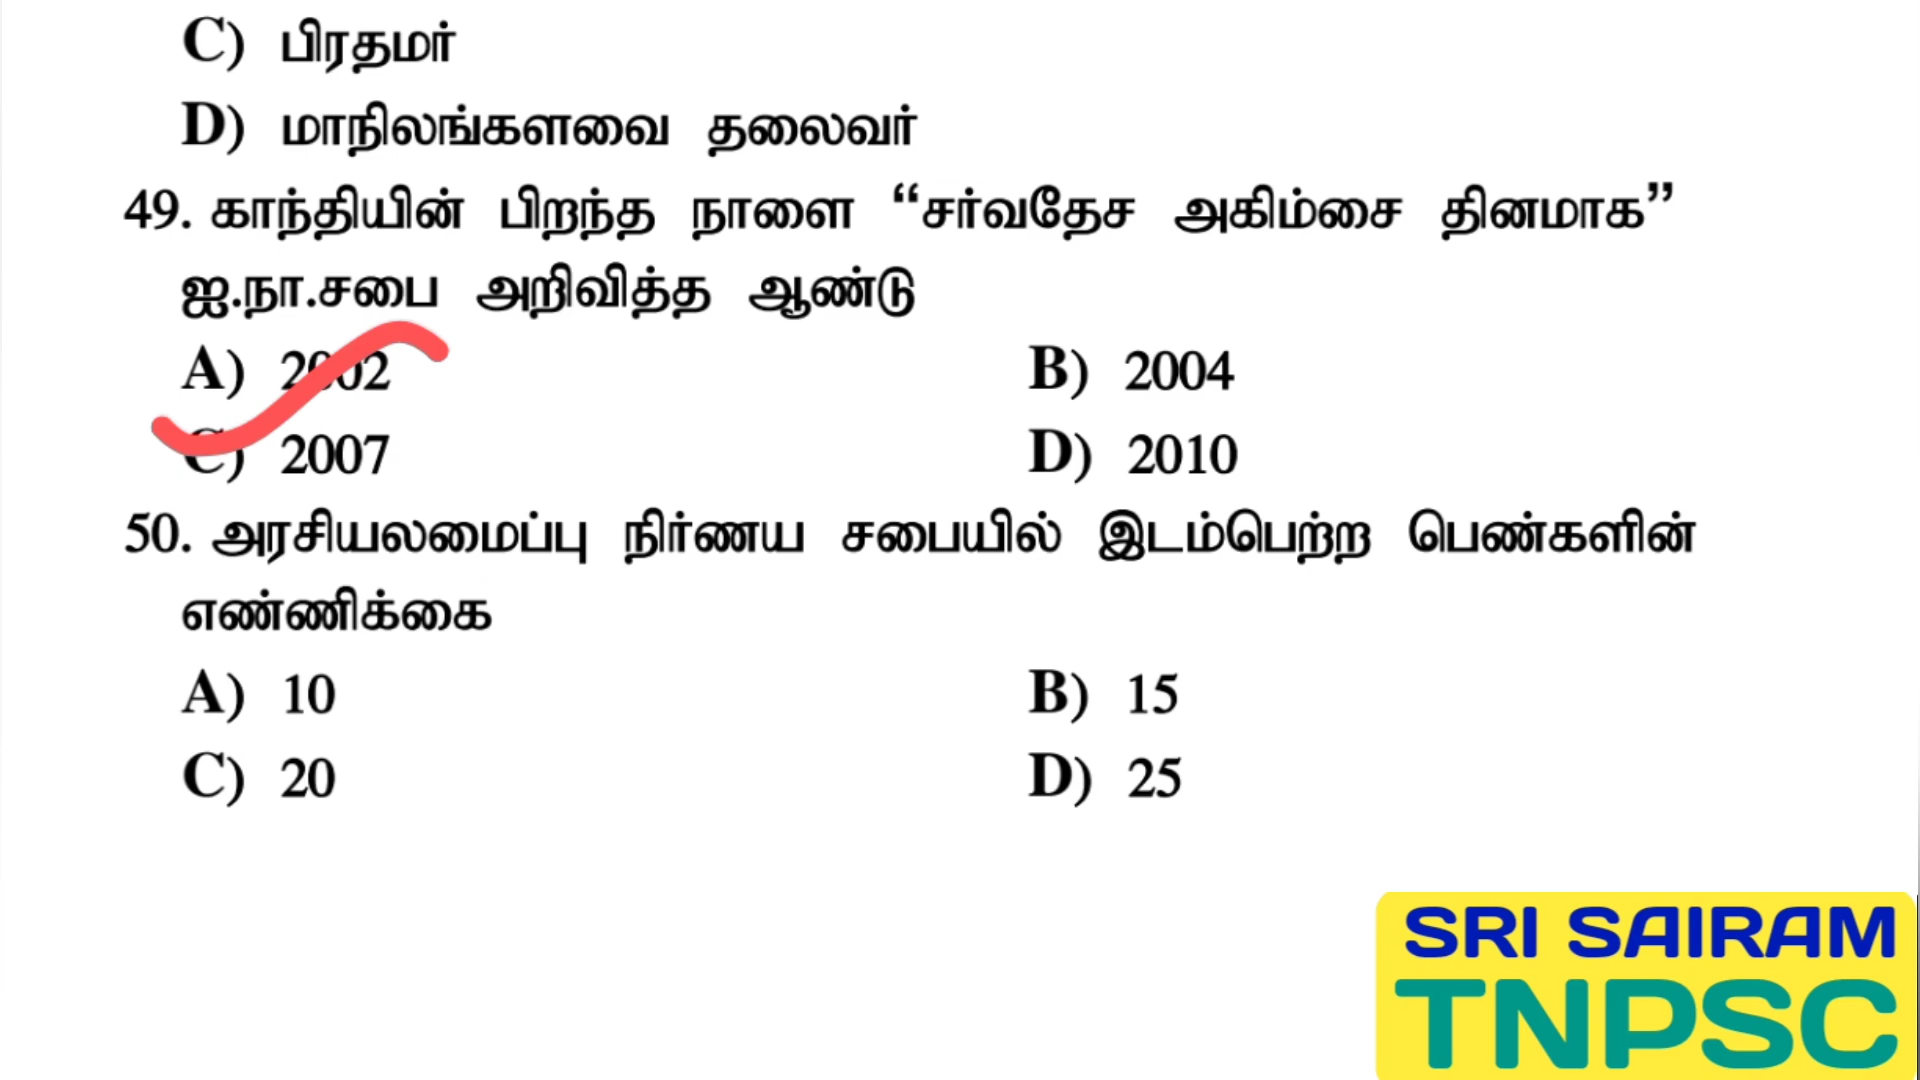 C) பிரதமர்
D) மாநிலங்களவை தலைவர்
49. காந்தியின் பிறந்த நாளை “சர்வதேச அகிம்சை தினமாக”
ஐ.நா.சபை அறிவித்த ஆண்டு
A) 2002 B) 2004
C) 2007 D) 2010
50. அரசியலமைப்பு நிர்ணய சபையில் இடம்பெற்ற பெண்களின்
எண்ணிக்கை
A) 10 B) 15
C) 20 D) 25
SRI SAIRAM
TNPSC